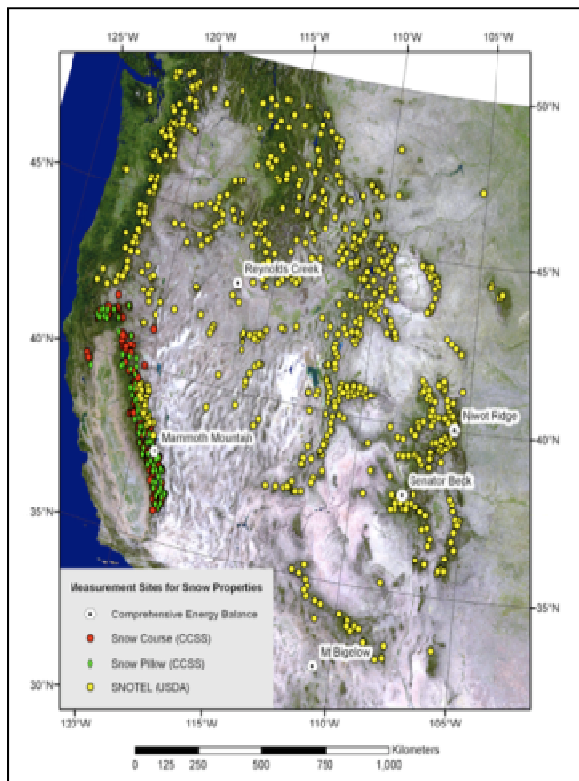 125°W 120°W 115°W 110°W 105°W
50°N
45°N
Reynolds Creek
45°N
40°N
Niwot Ridge
Mammoth Mountain
40°N
Senator Beck
35°N
Measurement Sites for Snow Properties
Comprehensive Energy Balance
35°N
Snow Course (CCSS)
Snow Pillow (CCSS)
Mt Bigelow
SNOTEL (USDA)
30°N
120°W 115°W 110°W 105°W
Kilometers
0 125 250 500 750 1,000